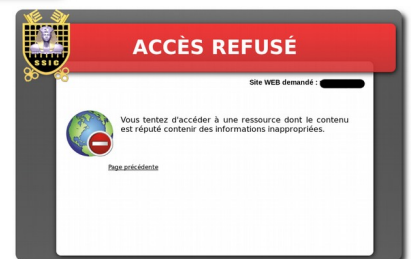 ACCÈS REFUSÉ
SSIC
Site WEB demandé :
Vous tentez d'accéder à une ressource dont le contenu
est réputé contenir des informations inappropriées.
Page précédente